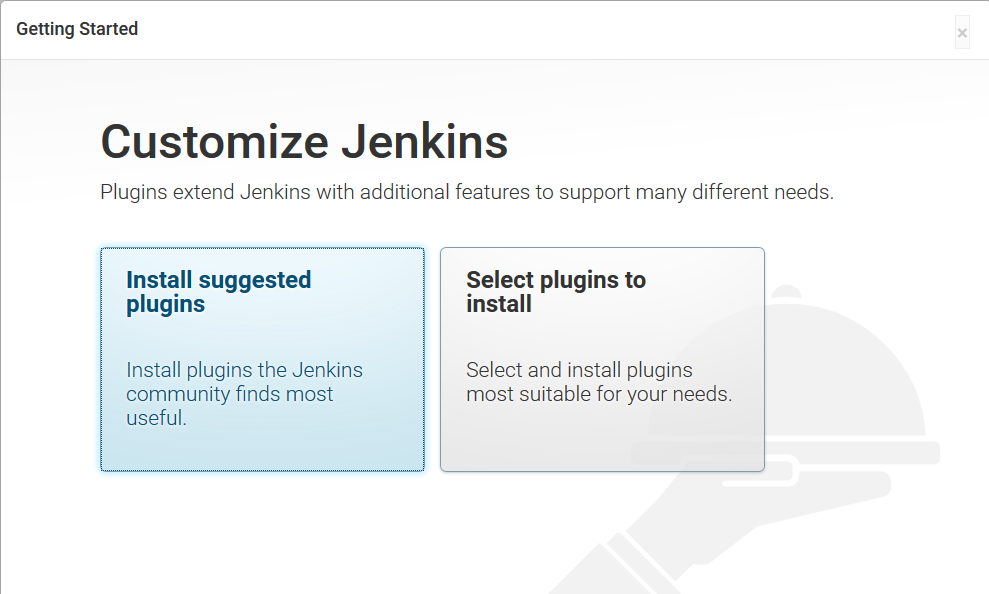 Getting Started
×
Customize Jenkins
Plugins extend Jenkins with additional features to support many different needs.
Install suggested
plugins
Install plugins the Jenkins
community finds most
useful.
Select plugins to
install
Select and install plugins
most suitable for your needs.